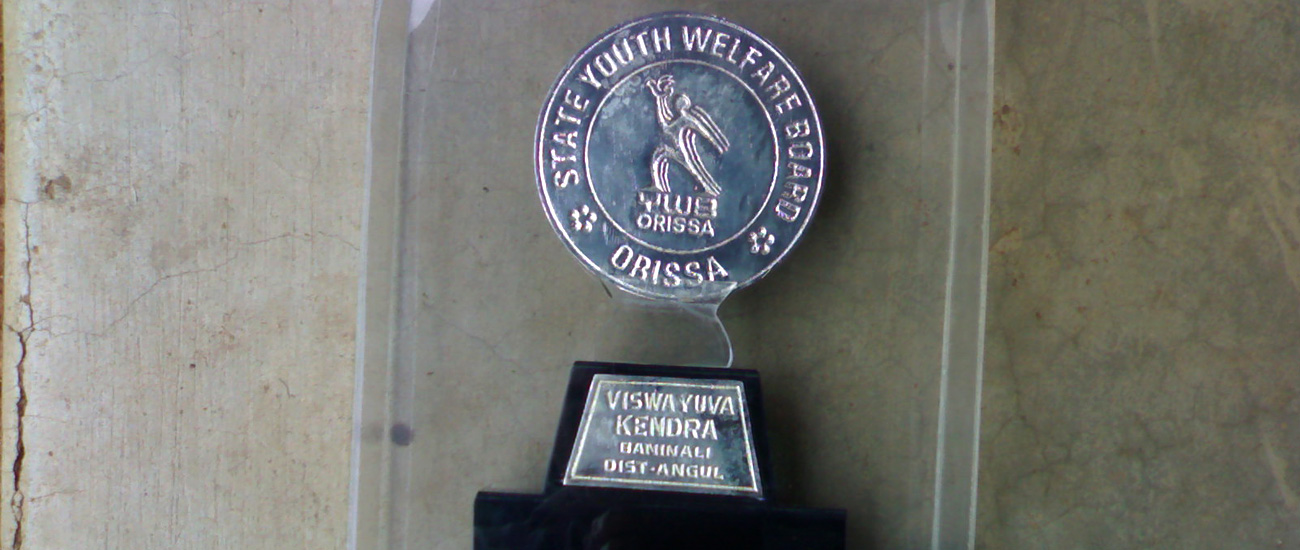 STATE YOUTH WELFARE BOARD
ORISSA
ORISSA
VISWA YUVA
KENDRA
BANINALI
DIST-ANGUL